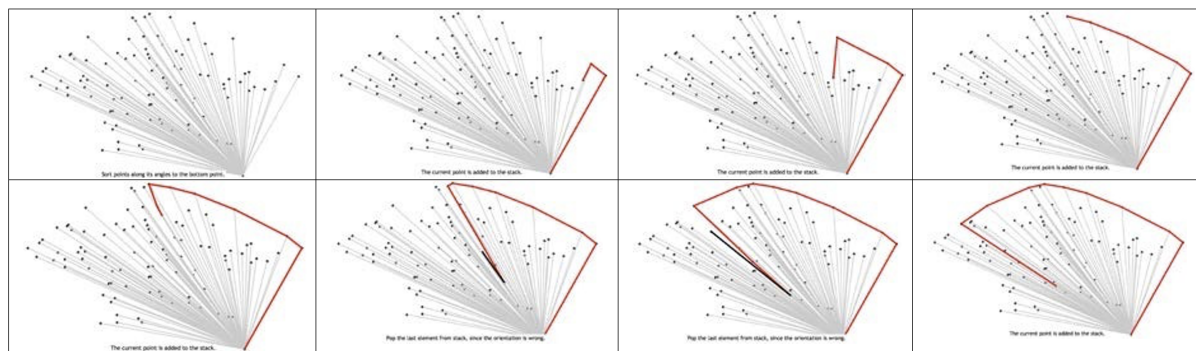 Sort points along its angles to the bottom point.
The current point is added to the stack.
The current point is added to the stack.
The current point is added to the stack.
The current point is added to the stack.
Pop the last element from stack, since the orientation is wrong.
Pop the last element from stack, since the orientation is wrong.
The current point is added to the stack.